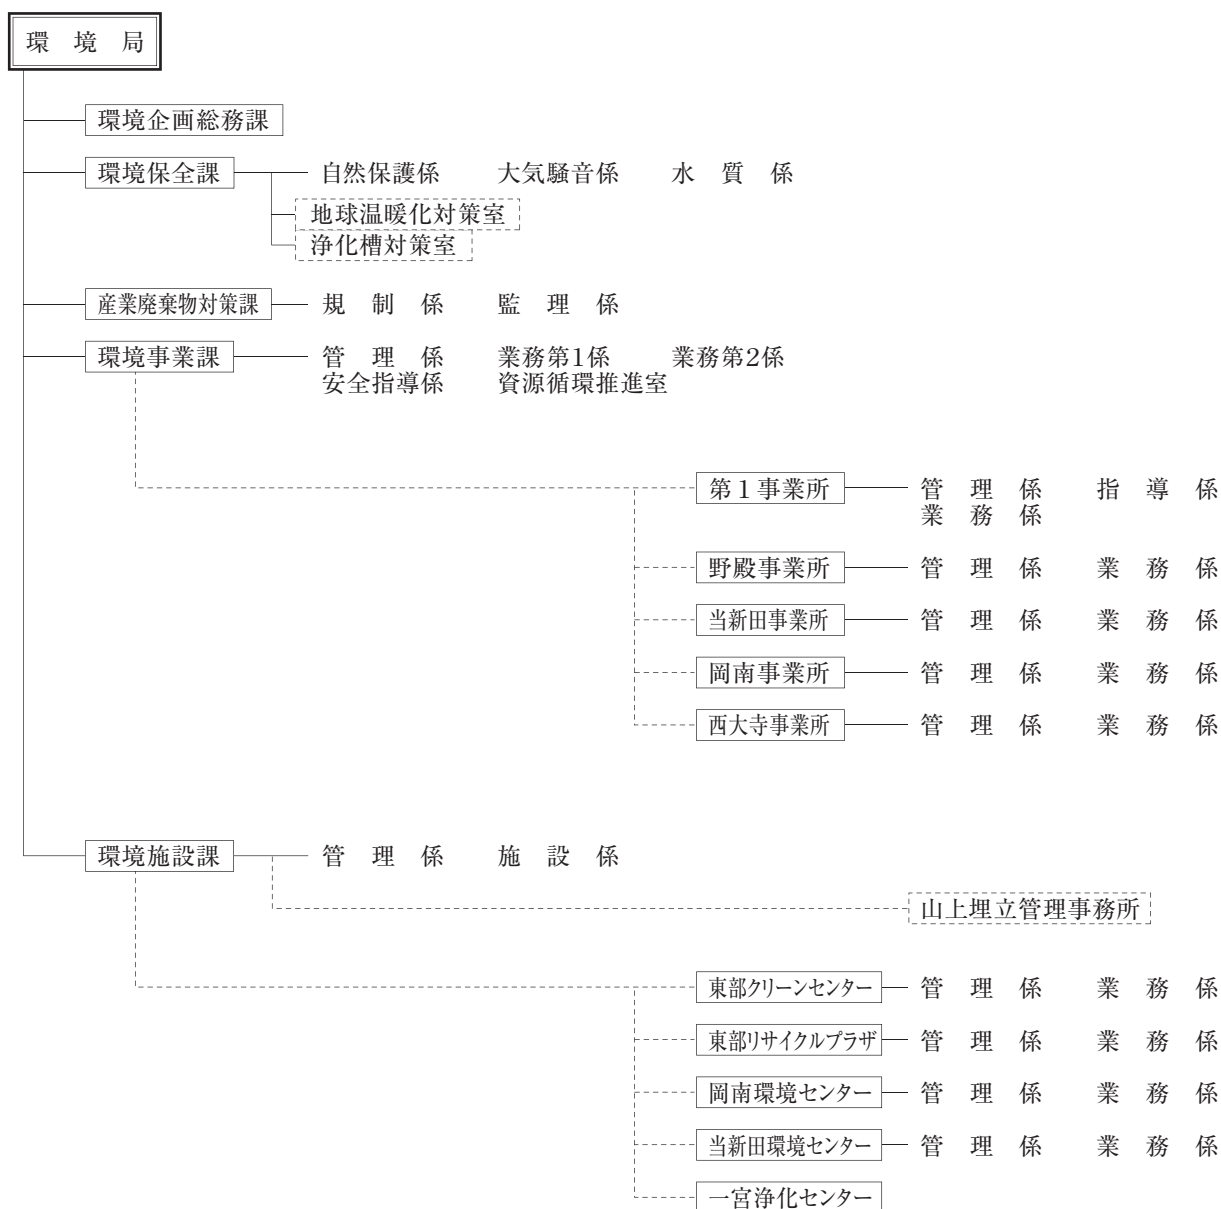 環境局
環境企画総務課
環境保全課 自然保護係 大気騒音係 水質係
地球温暖化対策室
浄化槽対策室
産業廃棄物対策課 規制係 監理係
環境事業課 管理係 業務第1係 業務第2係
安全指導係 資源循環推進室
第1事業所 管理係 指導係
業務係
野殿事業所 管理係 業務係
当新田事業所 管理係 業務係
岡南事業所 管理係 業務係
西大寺事業所 管理係 業務係
環境施設課 管理係 施設係
山上埋立管理事務所
東部クリーンセンター 管理係 業務係
東部リサイクルプラザ 管理係 業務係
岡南環境センター 管理係 業務係
当新田環境センター 管理係 業務係
一宮浄化センター